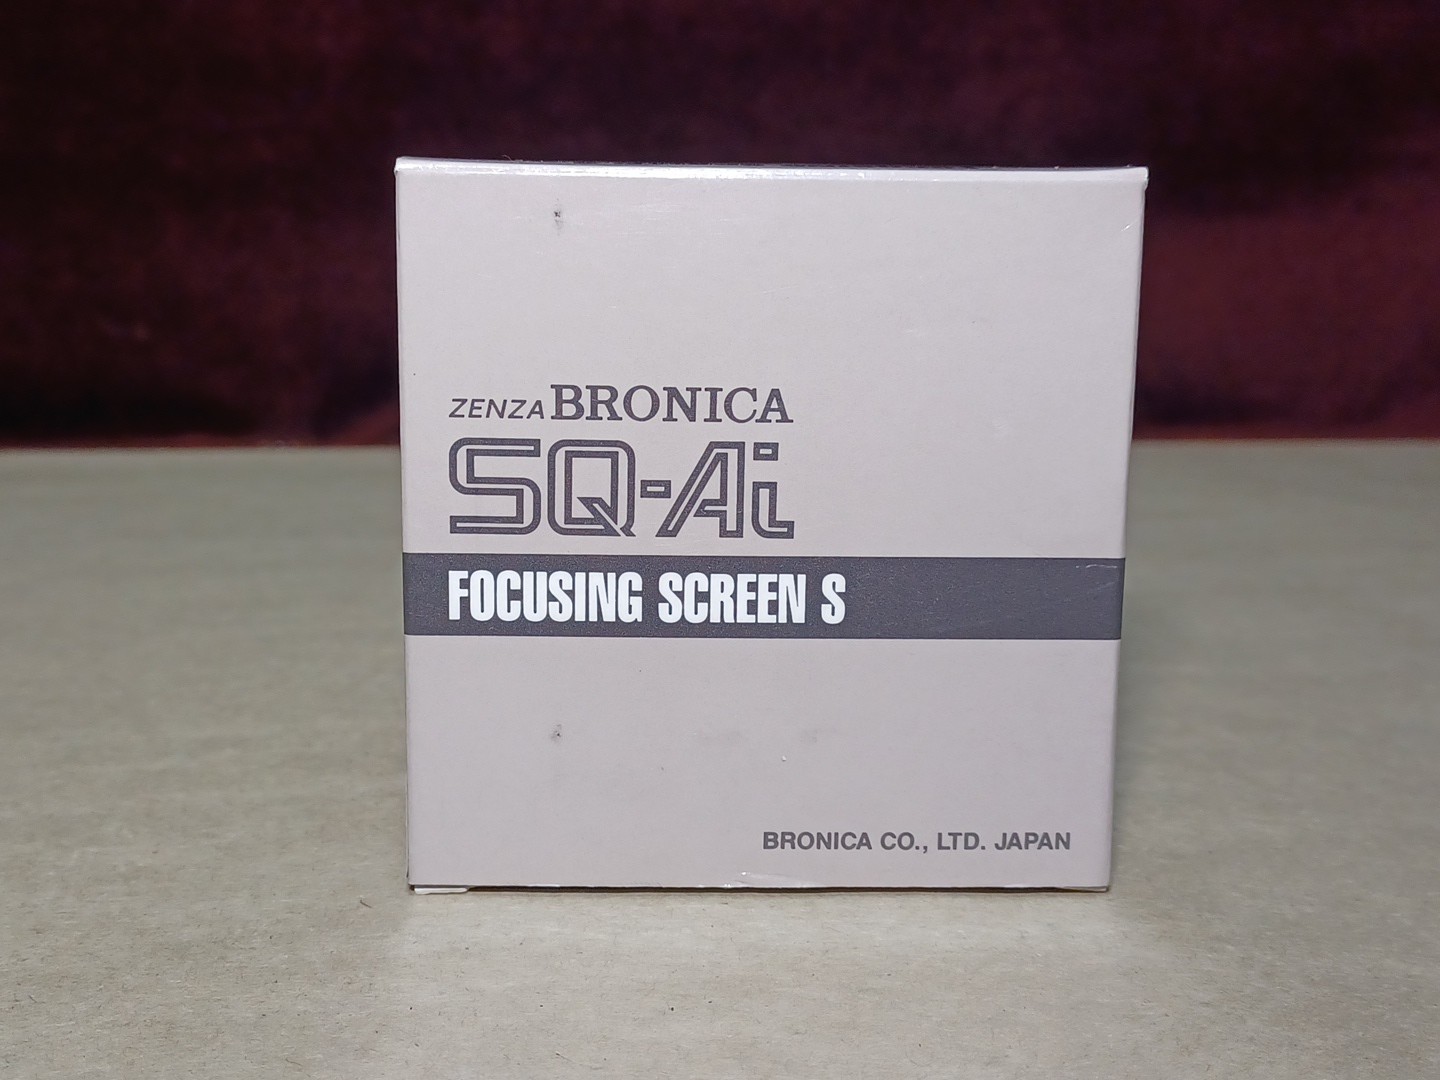 ZENZA BRONICA
SQ-Ai
FOCUSING SCREEN S
BRONICA CO., LTD. JAPAN